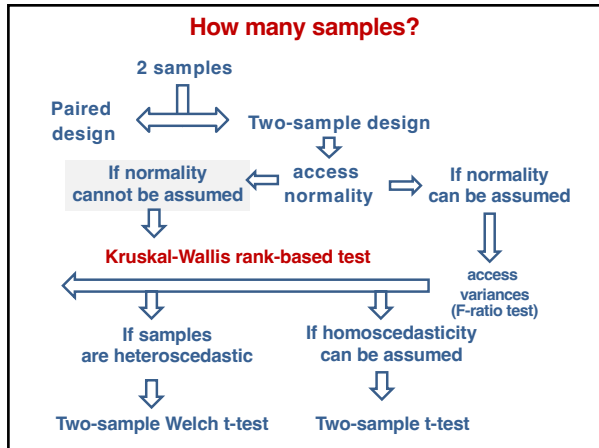 How many samples?
2 samples
Paired
design
Two-sample design
If normality
cannot be assumed
access
normality
If normality
can be assumed
Kruskal-Wallis rank-based test
access
variances
(F-ratio test)
If samples
are heteroscedastic
If homoscedasticity
can be assumed
Two-sample Welch t-test
Two-sample t-test